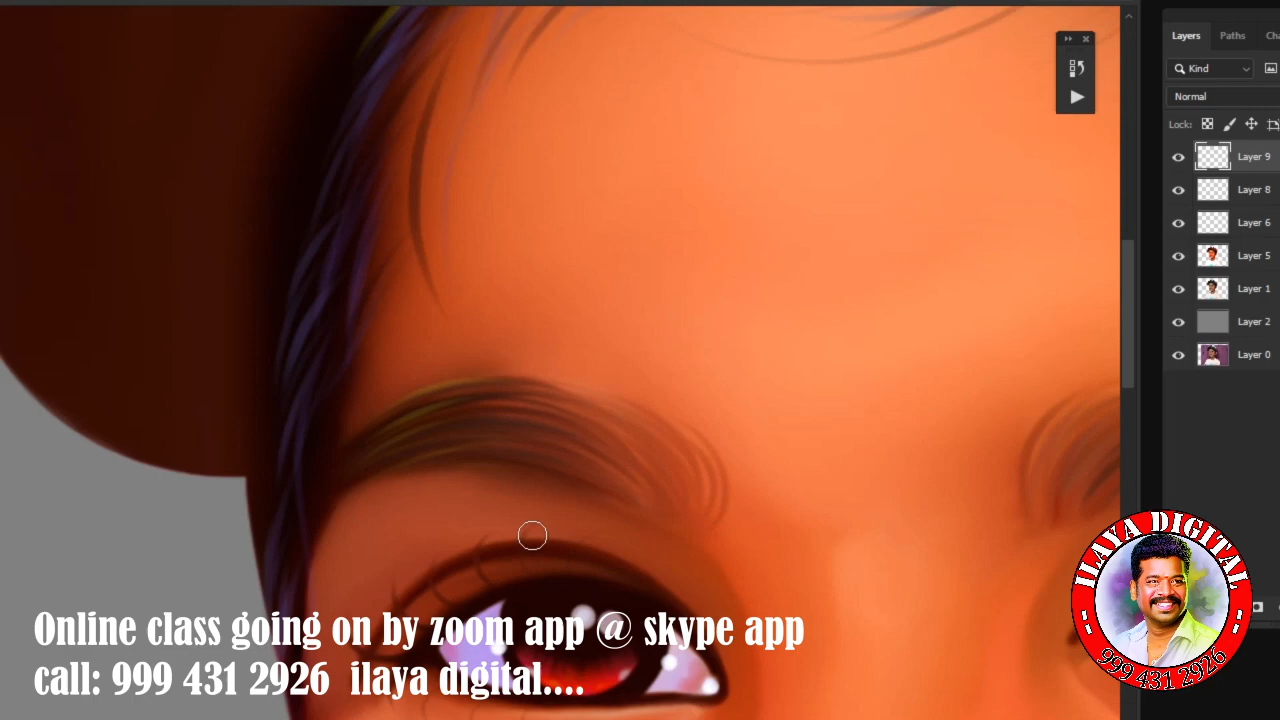 Layers Paths Cha
Kind
Normal
Lock:
Layer 9
Layer 8
Layer 6
Layer 5
Layer 1
Layer 2
Layer 0
ILAYA DIGITAL
999 431 2926
Online class going on by zoom app @ skype app
call: 999 431 2926 ilaya digital....